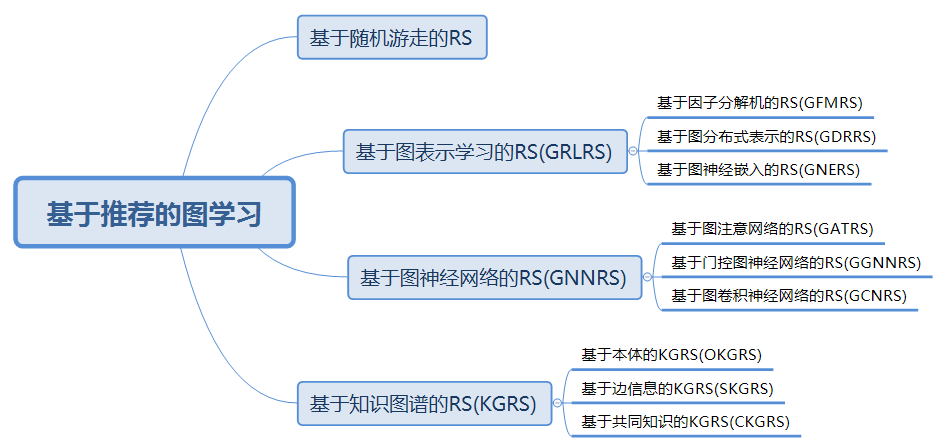 基于推荐的图学习
基于随机游走的RS
基于图表示学习的RS(GRLRS)
基于因子分解机的RS(GFMRS)
基于图分布式表示的RS(GDRRS)
基于图神经嵌入的RS(GNERS)
基于图神经网络的RS(GNNRS)
基于图注意网络的RS(GATRS)
基于门控图神经网络的RS(GGNNRS)
基于图卷积神经网络的RS(GCNRS)
基于知识图谱的RS(KGRS)
基于本体的KGRS(OKGRS)
基于边信息的KGRS(SKGRS)
基于共同知识的KGRS(CKGRS)